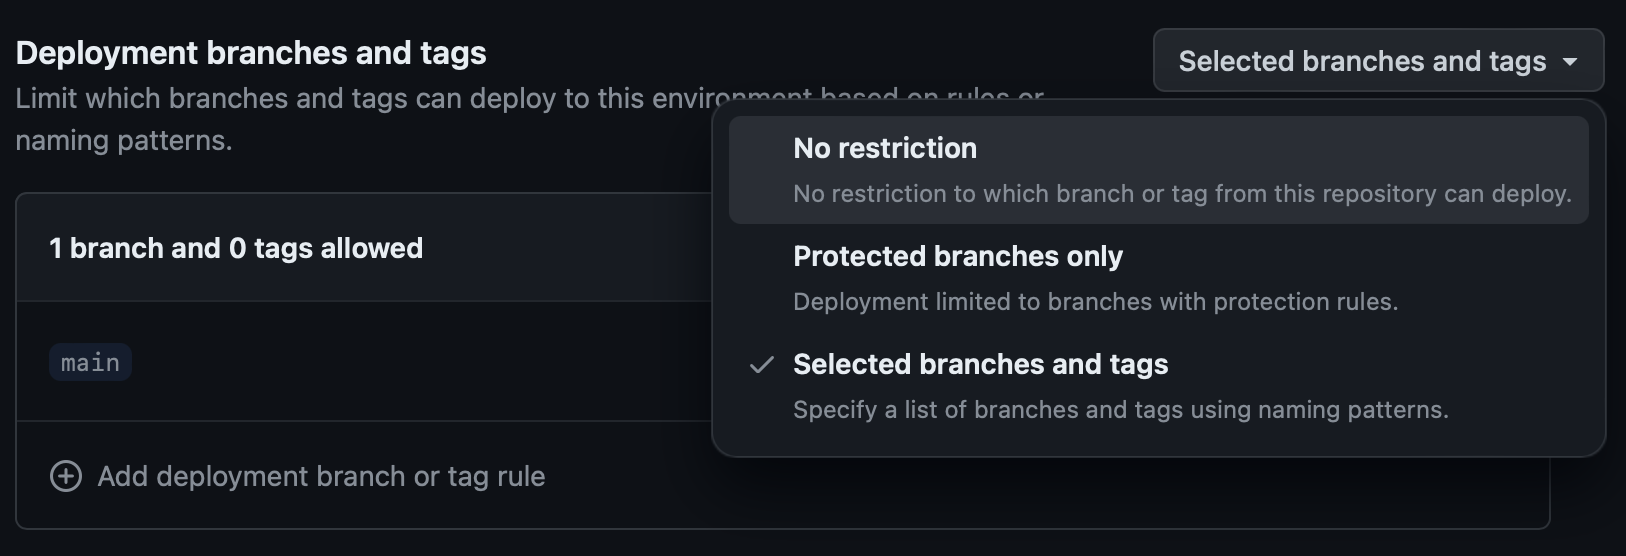 Deployment branches and tags
Selected branches and tags
Limit which branches and tags can deploy to this environment based on rules or
naming patterns.
No restriction
No restriction to which branch or tag from this repository can deploy.
Protected branches only
Deployment limited to branches with protection rules.
Selected branches and tags
Specify a list of branches and tags using naming patterns.
1 branch and 0 tags allowed
main
Add deployment branch or tag rule